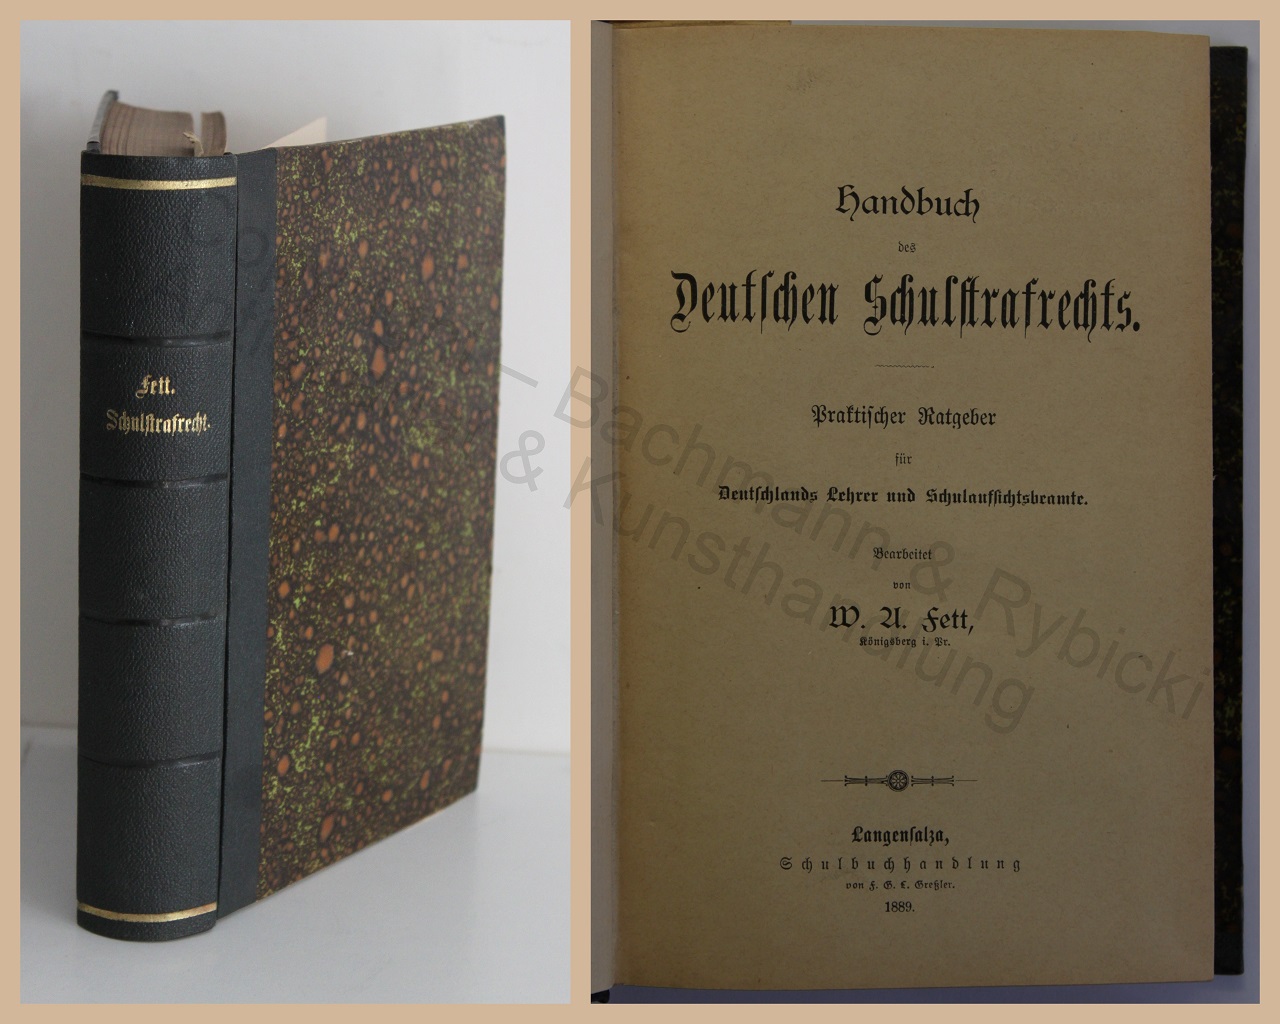 Fett.
Schulſtrafrecht.
Handbuch
des
Deutſchen Schulſtrafrechts.
Praktiſcher Ratgeber
für
Deutſchlands Lehrer und Schulaufſichtsbeamte.
Bearbeitet
von
W. A. Fett,
Königsberg i. Pr.
Langenſalza,
Schulbuchhandlung
von F. G. L. Greßler.
1889.
– Bachmann & Rybicki
& Kunsthandlung